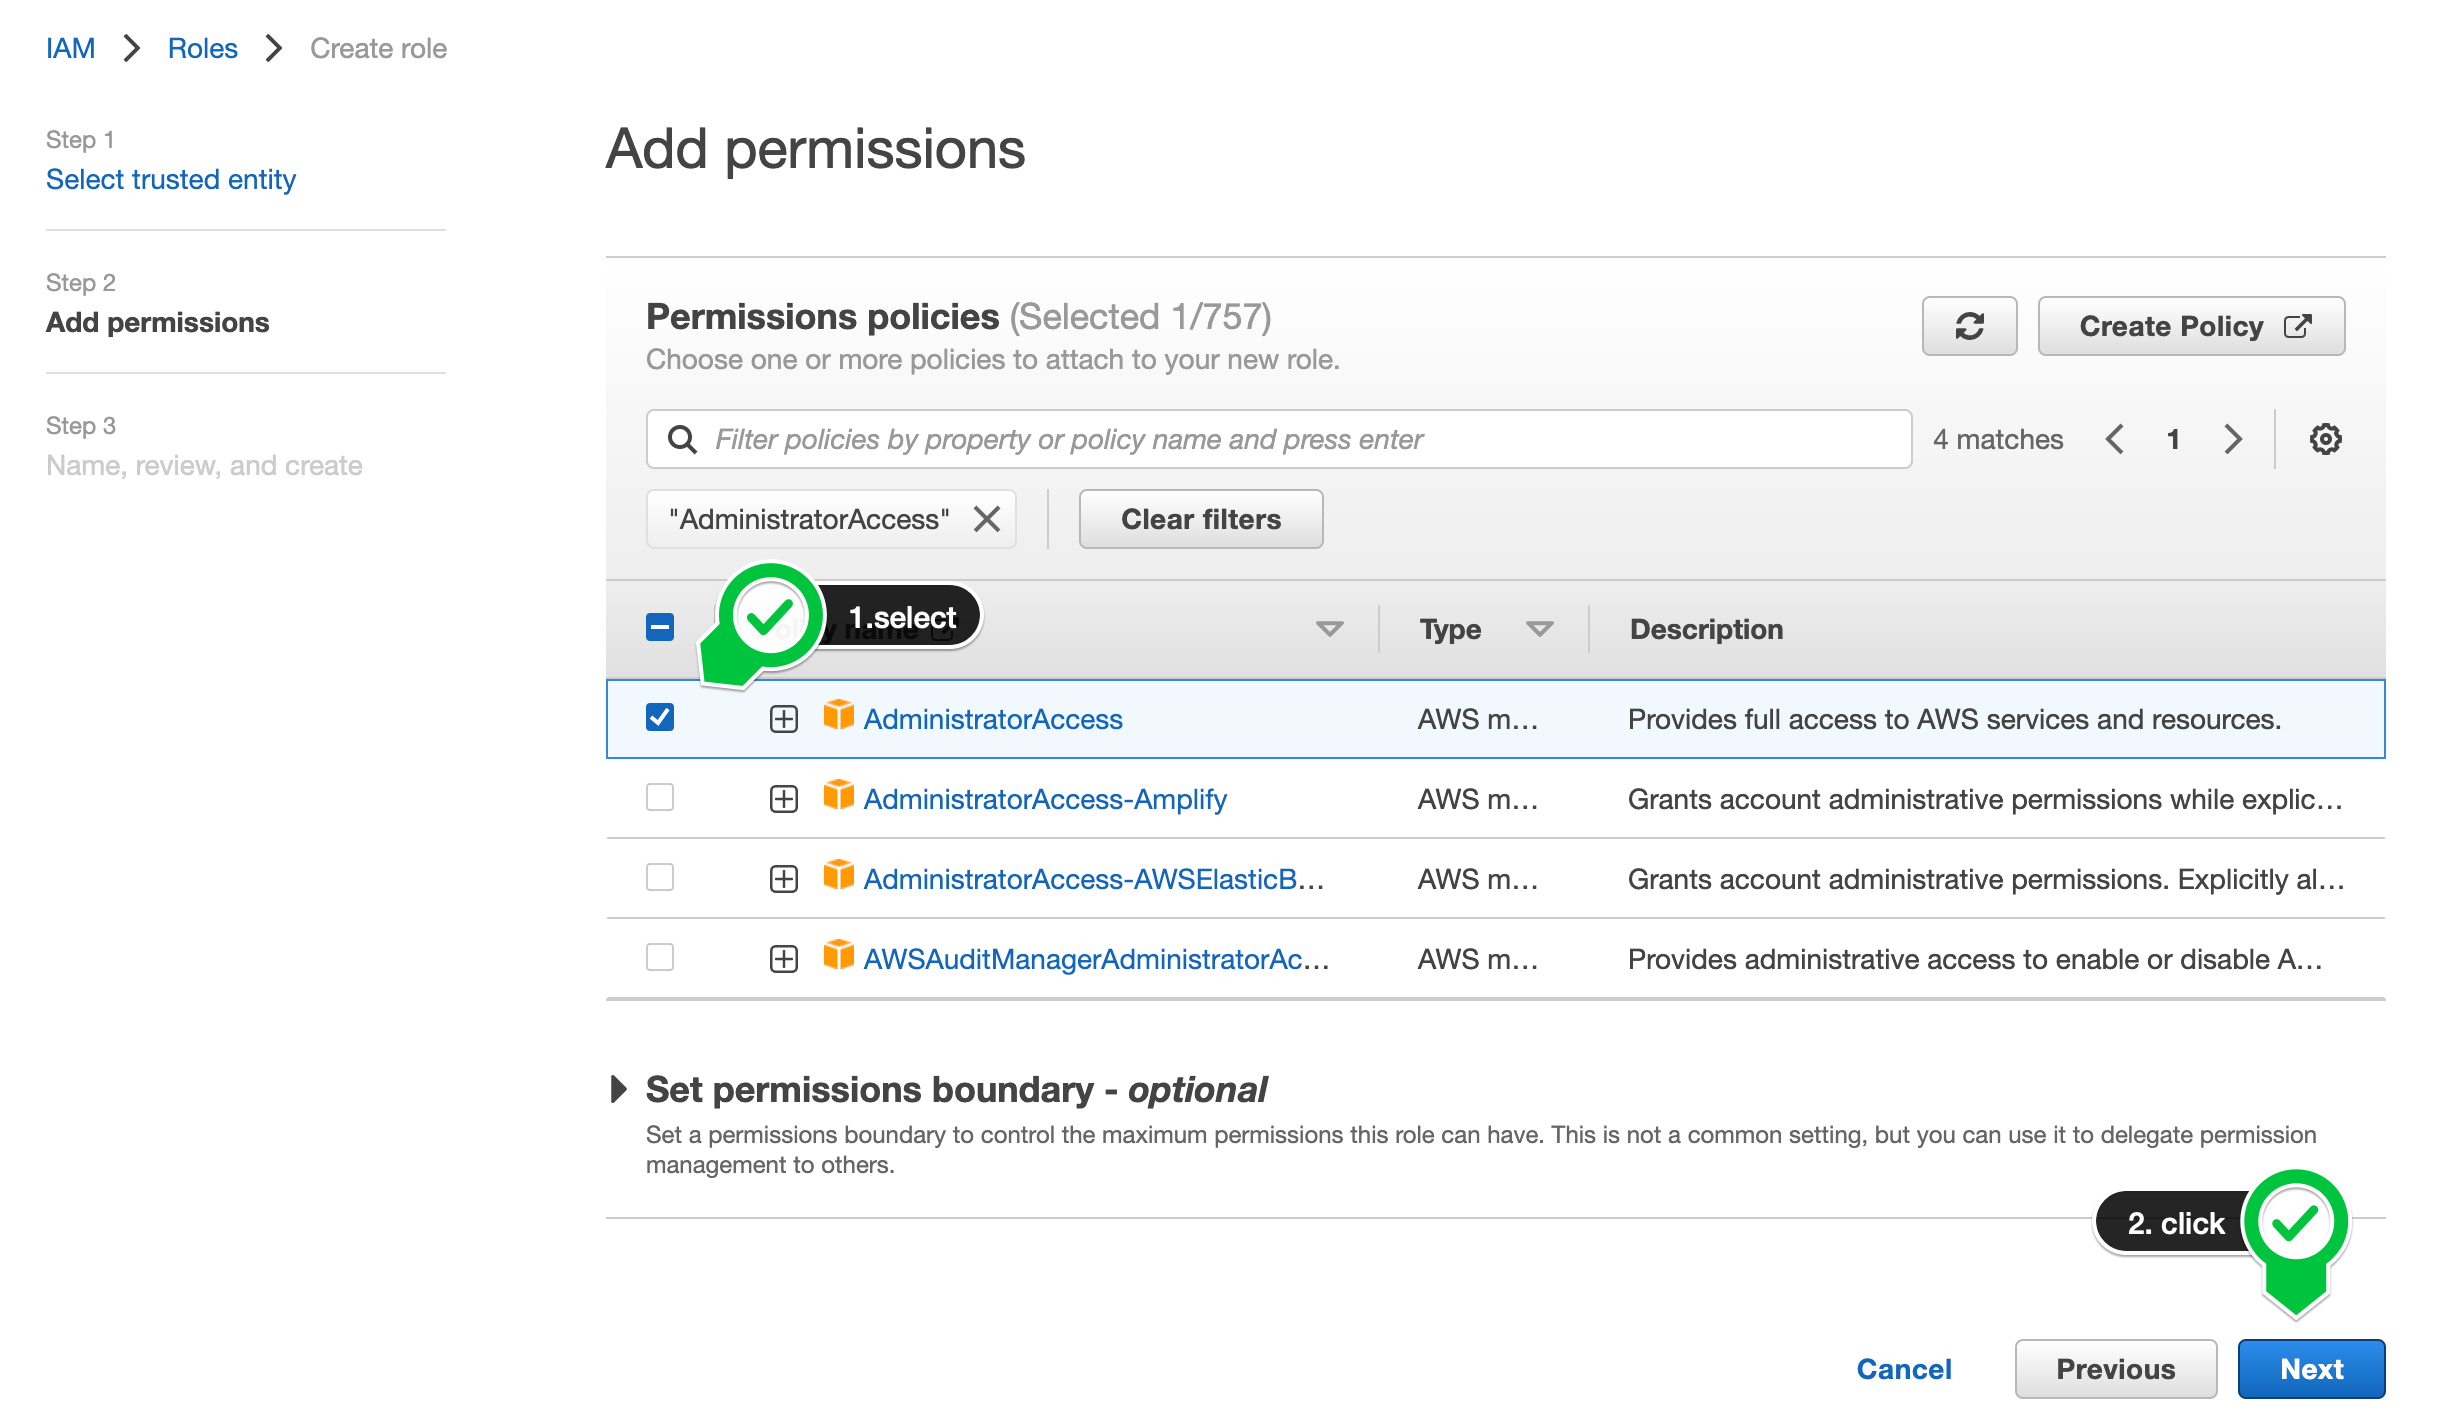 IAM > Roles > Create role
Step 1
Select trusted entity
Step 2
Add permissions
Step 3
Name, review, and create
Add permissions
Permissions policies (Selected 1/757)
Choose one or more policies to attach to your new role.
Create Policy
Filter policies by property or policy name and press enter
4 matches
1
"AdministratorAccess"
Clear filters
1.select
name
Type
Description
AdministratorAccess AWS m... Provides full access to AWS services and resources.
AdministratorAccess-Amplify AWS m... Grants account administrative permissions while explic...
AdministratorAccess-AWSElasticB... AWS m... Grants account administrative permissions. Explicitly al...
AWSAuditManagerAdministratorAc... AWS m... Provides administrative access to enable or disable A...
Set permissions boundary - optional
Set a permissions boundary to control the maximum permissions this role can have. This is not a common setting, but you can use it to delegate permission
management to others.
2. click
Cancel
Previous
Next